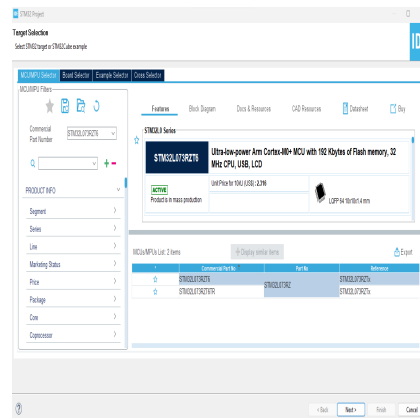 STM32 Project
Target Selection
Select STM32 target or STM32Cube example
MCU/MPU Selector Board Selector Example Selector Cross Selector
MCU/MPU Filters
Commercial
Part Number
STM32L073RZT6
PRODUCT INFO
Segment
Series
Line
Marketing Status
Price
Package
Core
Coprocessor
Features Block Diagram Docs & Resources CAD Resources Datasheet Buy
STM32L0 Series
STM32L073RZT6
Ultra-low-power Arm Cortex-M0+ MCU with 192 Kbytes of Flash memory, 32
MHz CPU, USB, LCD
ACTIVE
Product is in mass production
Unit Price for 10kU (US$) : 2.316
LQFP 64 10x10x1.4 mm
MCUs/MPUs List: 2 items
Display similar items
Export
* Commercial Part No Part No Reference
STM32L073RZT6 STM32L073RZ STM32L073RZTx
STM32L073RZT6TR STM32L073RZTx
< Back Next > Finish Cancel